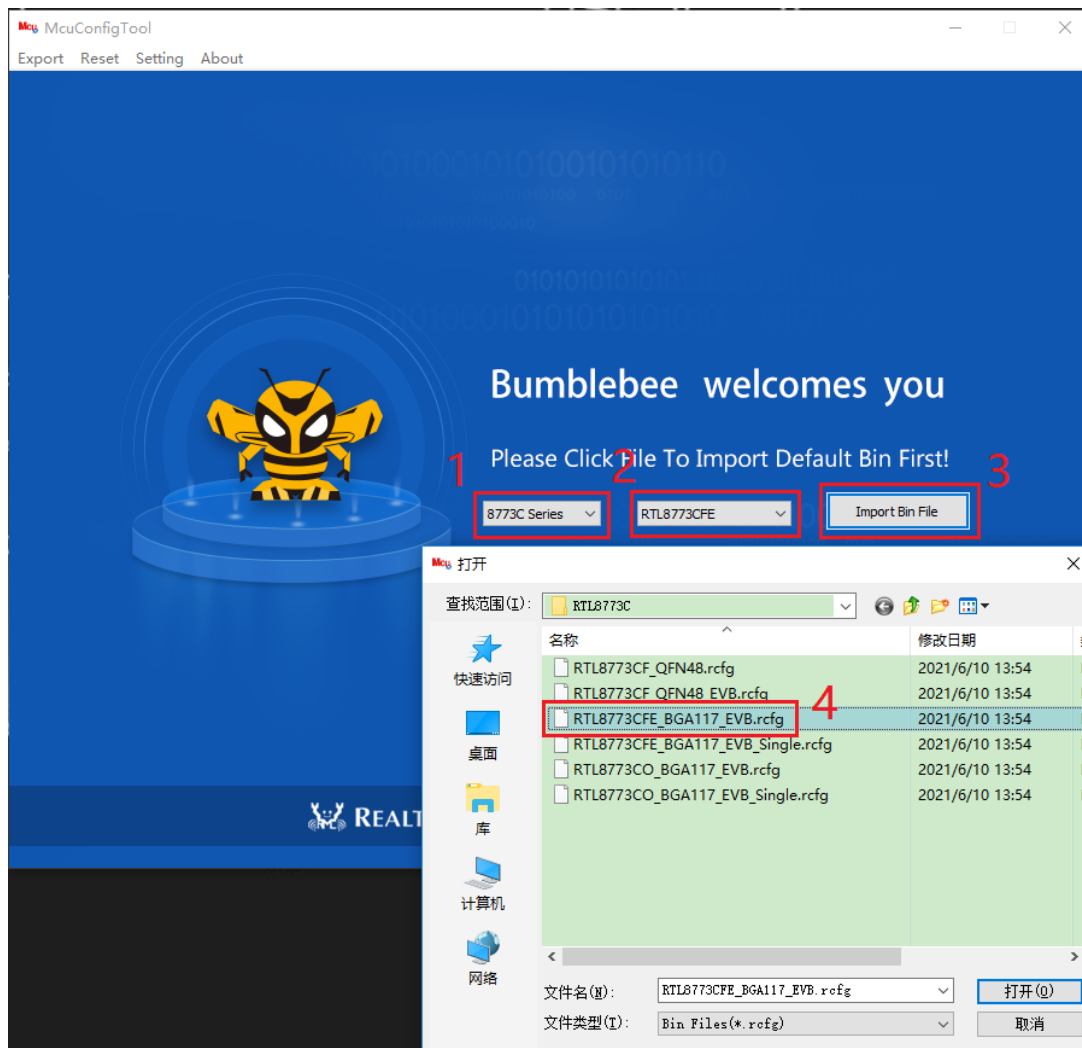 McuConfigTool
Export Reset Setting About
Bumblebee welcomes you
Please Click File To Import Default Bin First!
1 2 3
8773C Series RTL8773CFE Import Bin File
打开
查找范围(I): RTL8773C
名称 修改日期
快速访问
桌面
库
计算机
网络
RTL8773CF_QFN48.rcfg 2021/6/10 13:54
RTL8773CF_QFN48_EVB.rcfg 2021/6/10 13:54
RTL8773CFE_BGA117_EVB.rcfg 4 2021/6/10 13:54
RTL8773CFE_BGA117_EVB_Single.rcfg 2021/6/10 13:54
RTL8773CO_BGA117_EVB.rcfg 2021/6/10 13:54
RTL8773CO_BGA117_EVB_Single.rcfg 2021/6/10 13:54
REALT
文件名(N): RTL8773CFE_BGA117_EVB.rcfg 打开(O)
文件类型(T): Bin Files(*.rcfg) 取消